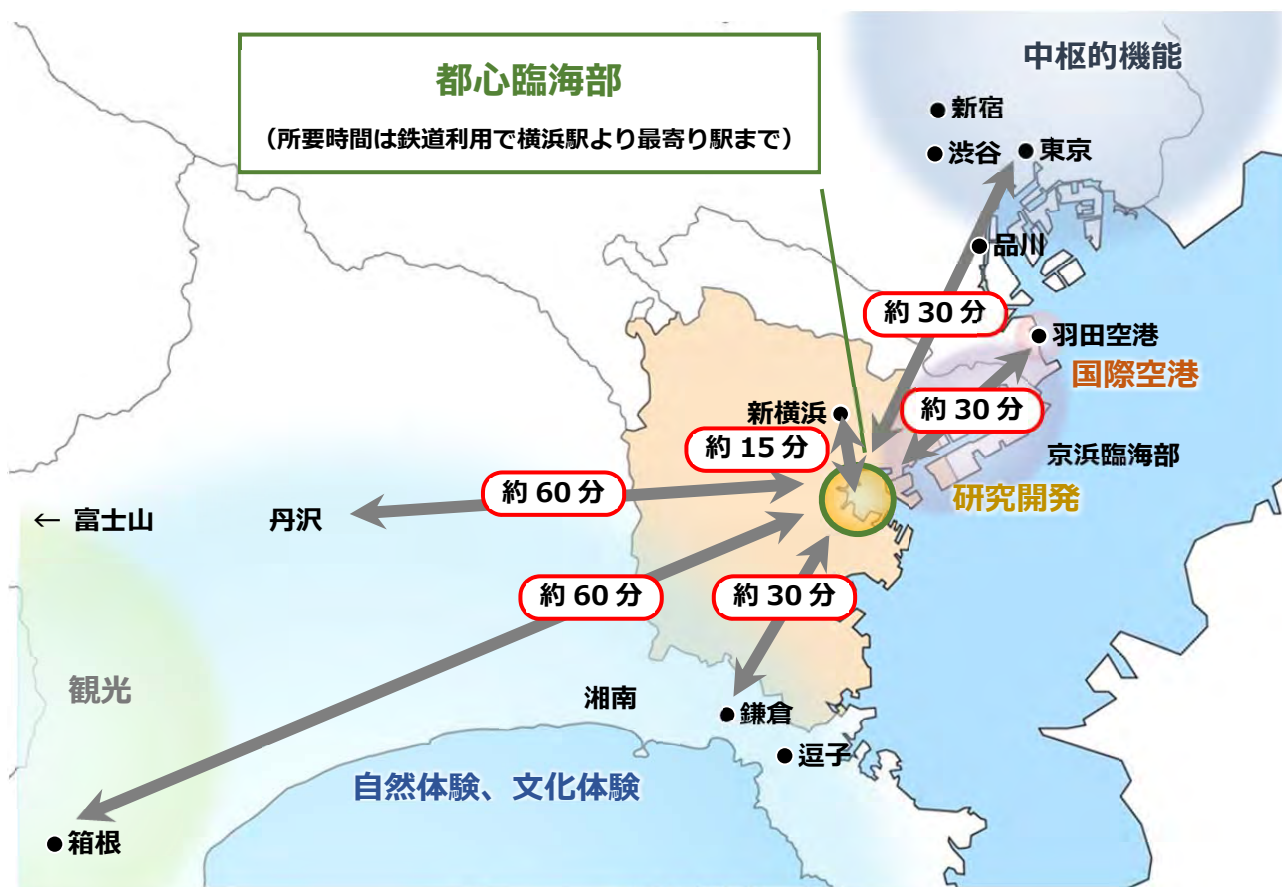 中枢的機能
都心臨海部
（所要時間は鉄道利用で横浜駅より最寄り駅まで）
新宿
渋谷
東京
品川
約 30 分
羽田空港
国際空港
約 30 分
新横浜
約 15 分
京浜臨海部
研究開発
約 60 分
← 富士山
丹沢
約 60 分
約 30 分
観光
湘南
鎌倉
逗子
自然体験、文化体験
箱根